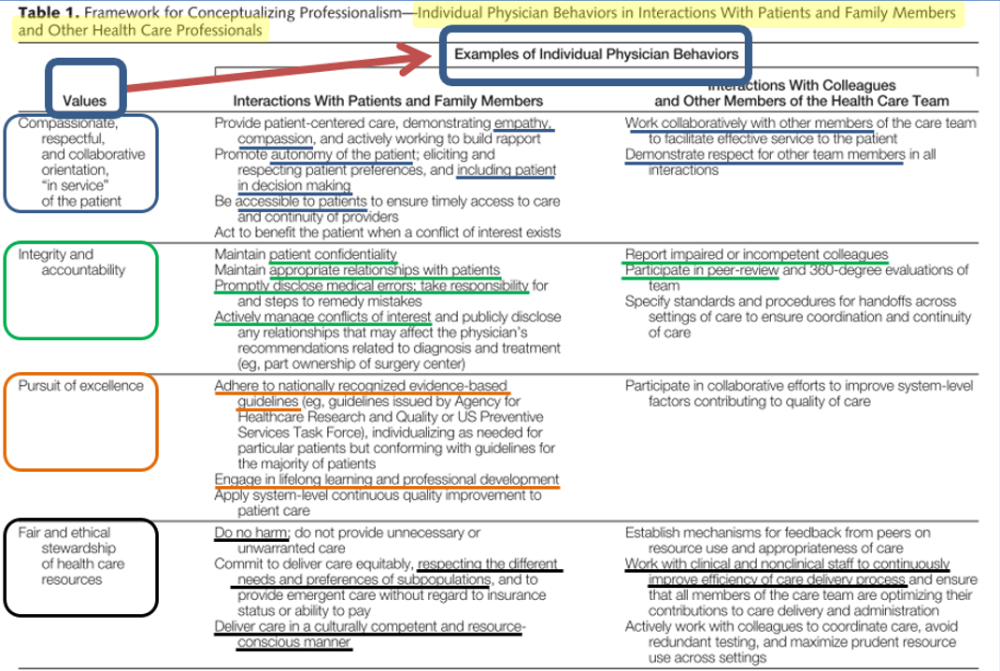 Table 1. Framework for Conceptualizing Professionalism—Individual Physician Behaviors in Interactions With Patients and Family Members
and Other Health Care Professionals
Examples of Individual Physician Behaviors
Values
Interactions With Patients and Family Members
Interactions With Colleagues
and Other Members of the Health Care Team
Compassionate,
respectful,
and collaborative
orientation,
“in service”
of the patient
Provide patient-centered care, demonstrating empathy,
compassion, and actively working to build rapport
Promote autonomy of the patient; eliciting and
respecting patient preferences, and including patient
in decision making
Be accessible to patients to ensure timely access to care
and continuity of providers
Act to benefit the patient when a conflict of interest exists
Work collaboratively with other members of the care team
to facilitate effective service to the patient
Demonstrate respect for other team members in all
interactions
Integrity and
accountability
Maintain patient confidentiality
Maintain appropriate relationships with patients
Promptly disclose medical errors; take responsibility for
and steps to remedy mistakes
Actively manage conflicts of interest and publicly disclose
any relationships that may affect the physician’s
recommendations related to diagnosis and treatment
(eg, part ownership of surgery center)
Report impaired or incompetent colleagues
Participate in peer-review and 360-degree evaluations of
team
Specify standards and procedures for handoffs across
settings of care to ensure coordination and continuity
of care
Pursuit of excellence
Adhere to nationally recognized evidence-based
guidelines (eg, guidelines issued by Agency for
Healthcare Research and Quality or US Preventive
Services Task Force), individualizing as needed for
particular patients but conforming with guidelines for
the majority of patients
Engage in lifelong learning and professional development
Apply system-level continuous quality improvement to
patient care
Participate in collaborative efforts to improve system-level
factors contributing to quality of care
Fair and ethical
stewardship
of health care
resources
Do no harm; do not provide unnecessary or
unwarranted care
Commit to deliver care equitably, respecting the different
needs and preferences of subpopulations, and to
provide emergent care without regard to insurance
status or ability to pay
Deliver care in a culturally competent and resource-
conscious manner
Establish mechanisms for feedback from peers on
resource use and appropriateness of care
Work with clinical and nonclinical staff to continuously
improve efficiency of care delivery process and ensure
that all members of the care team are optimizing their
contributions to care delivery and administration
Actively work with colleagues to coordinate care, avoid
redundant testing, and maximize prudent resource
use across settings